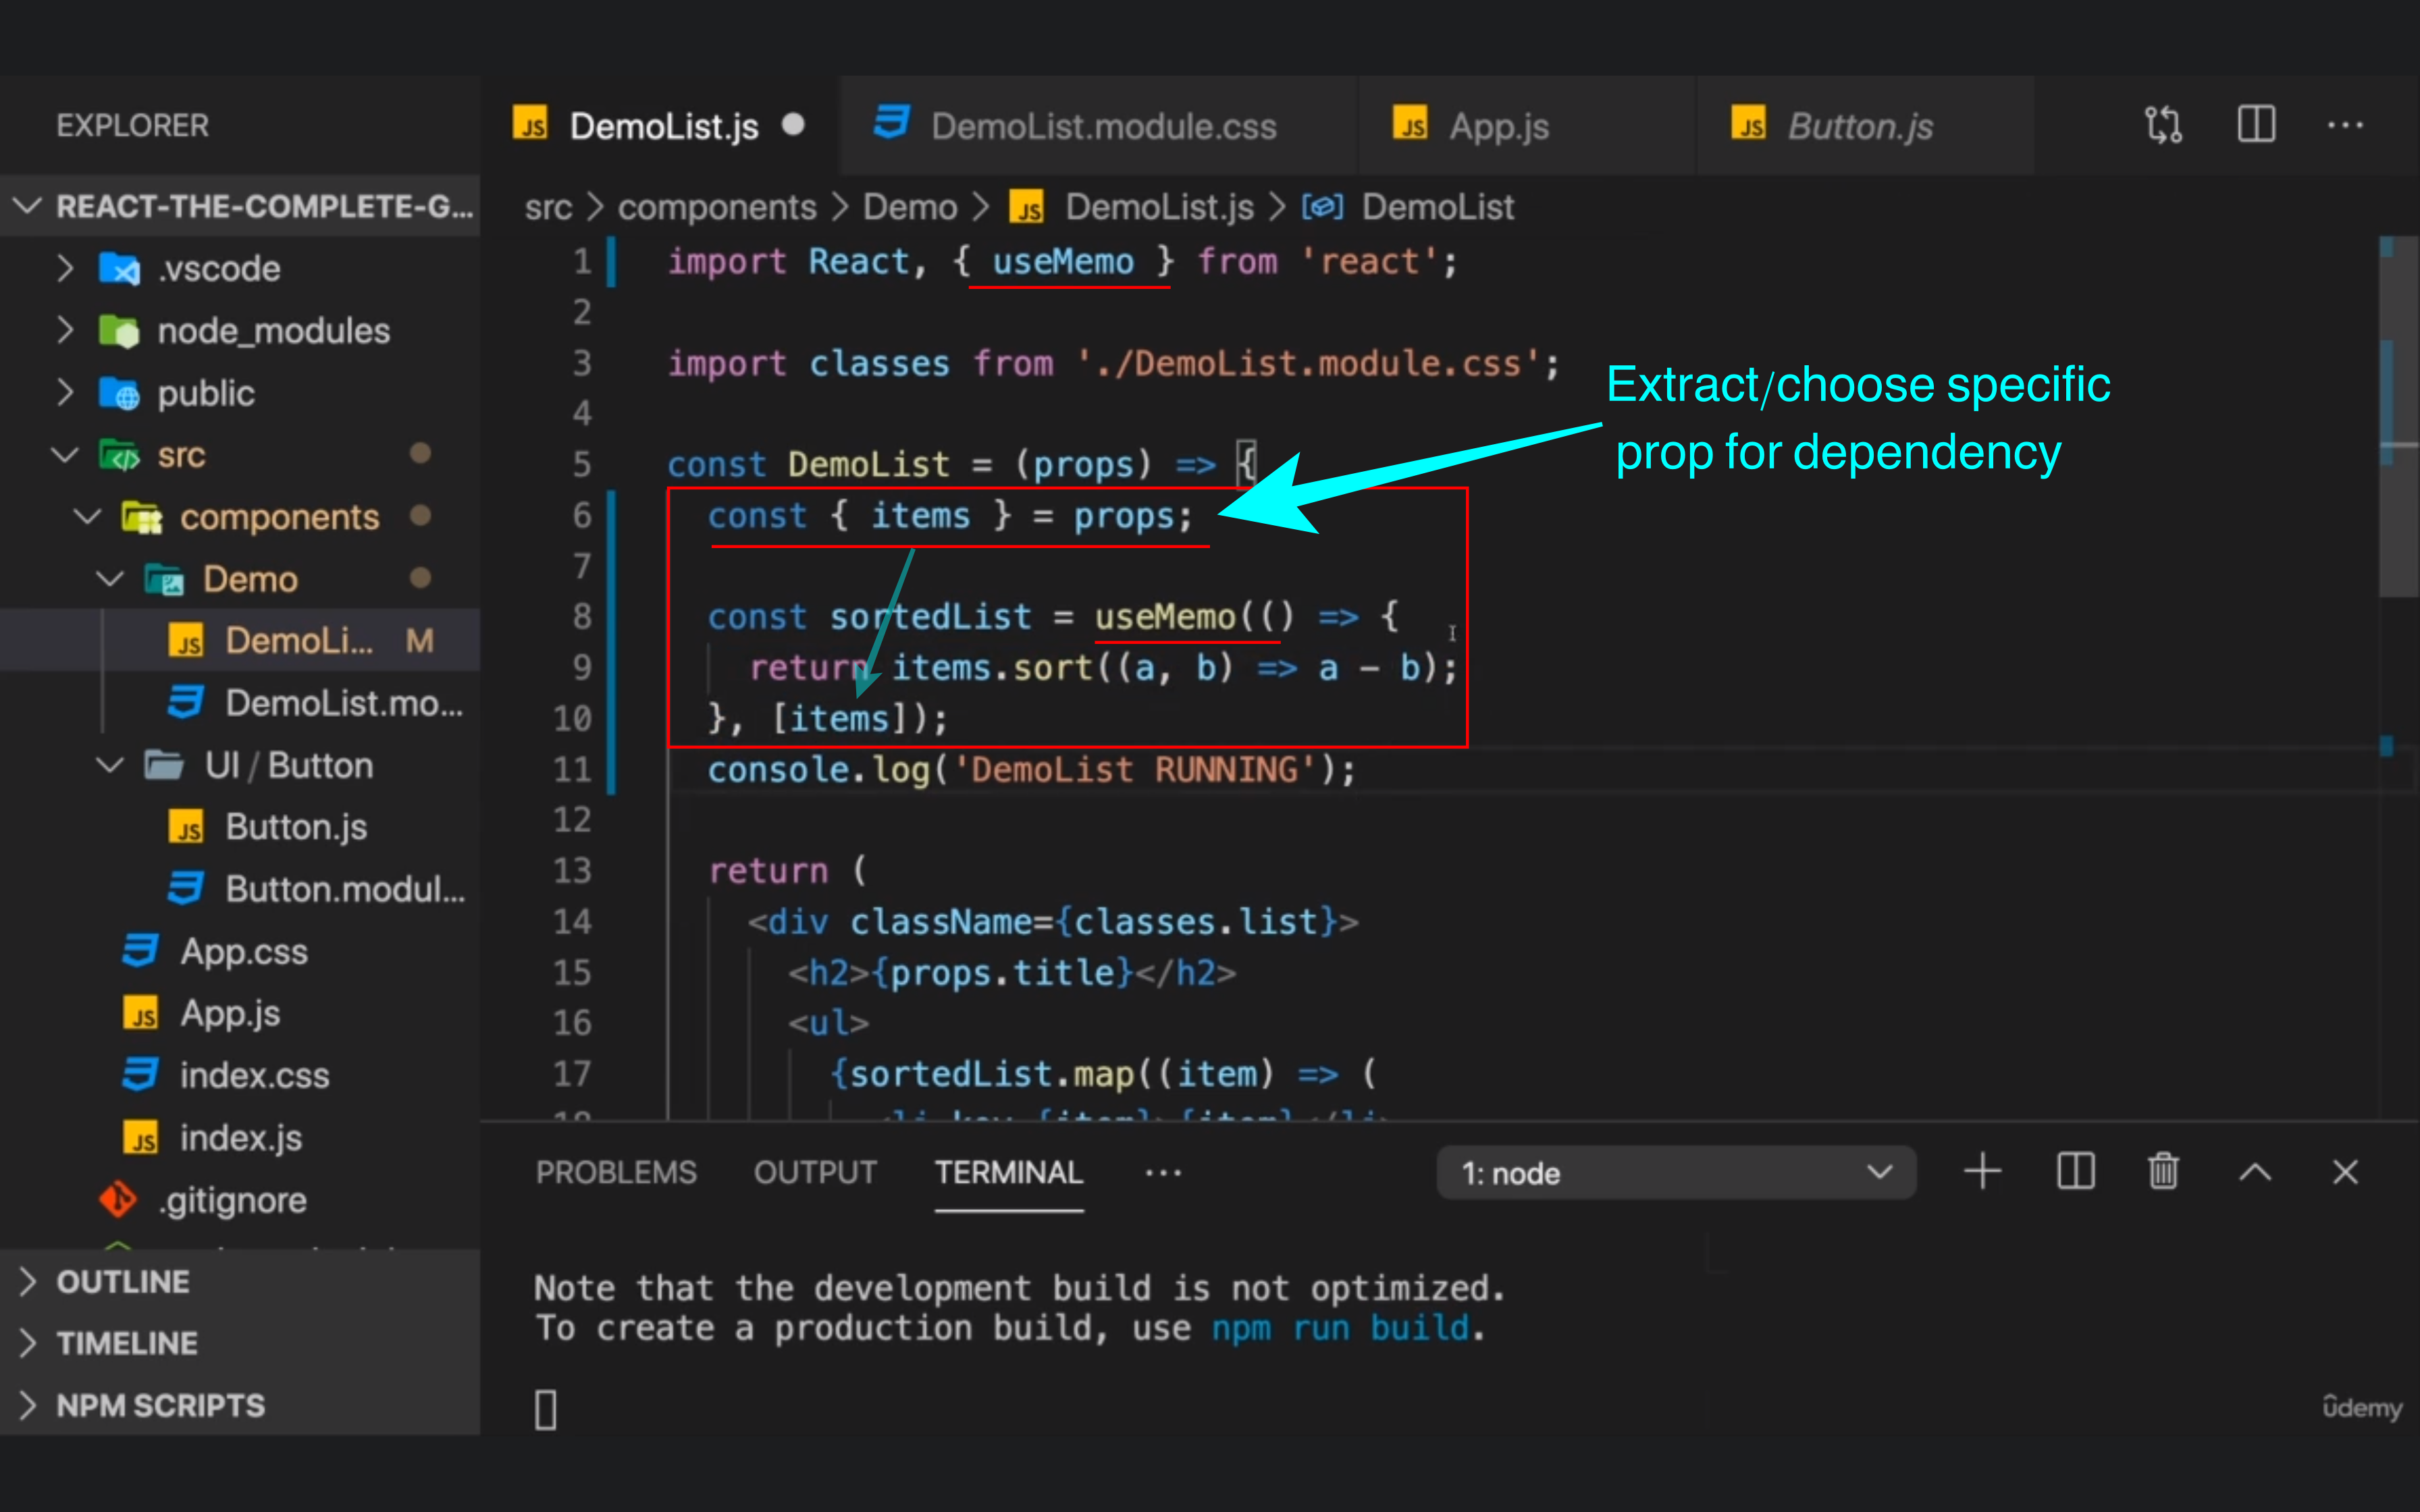 EXPLORER
DemoList.js
DemoList.module.css
App.js
Button.js
REACT-THE-COMPLETE-G...
src > components > Demo > DemoList.js > DemoList
.vscode
node_modules
public
src
components
Demo
DemoLi... M
DemoList.mo...
UI / Button
Button.js
Button.modul...
App.css
App.js
index.css
index.js
.gitignore
OUTLINE
TIMELINE
NPM SCRIPTS
1 import React, { useMemo } from 'react';
2
3 import classes from './DemoList.module.css';
4
5 const DemoList = (props) => {
6 const { items } = props;
7
8 const sortedList = useMemo(() => {
9 return items.sort((a, b) => a - b);
10 }, [items]);
11 console.log('DemoList RUNNING');
12
13 return (
14 <div className={classes.list}>
15 <h2>{props.title}</h2>
16 <ul>
17 {sortedList.map((item) => (
Extract/choose specific
prop for dependency
PROBLEMS OUTPUT TERMINAL ... 1: node
Note that the development build is not optimized.
To create a production build, use npm run build.
ûdemy